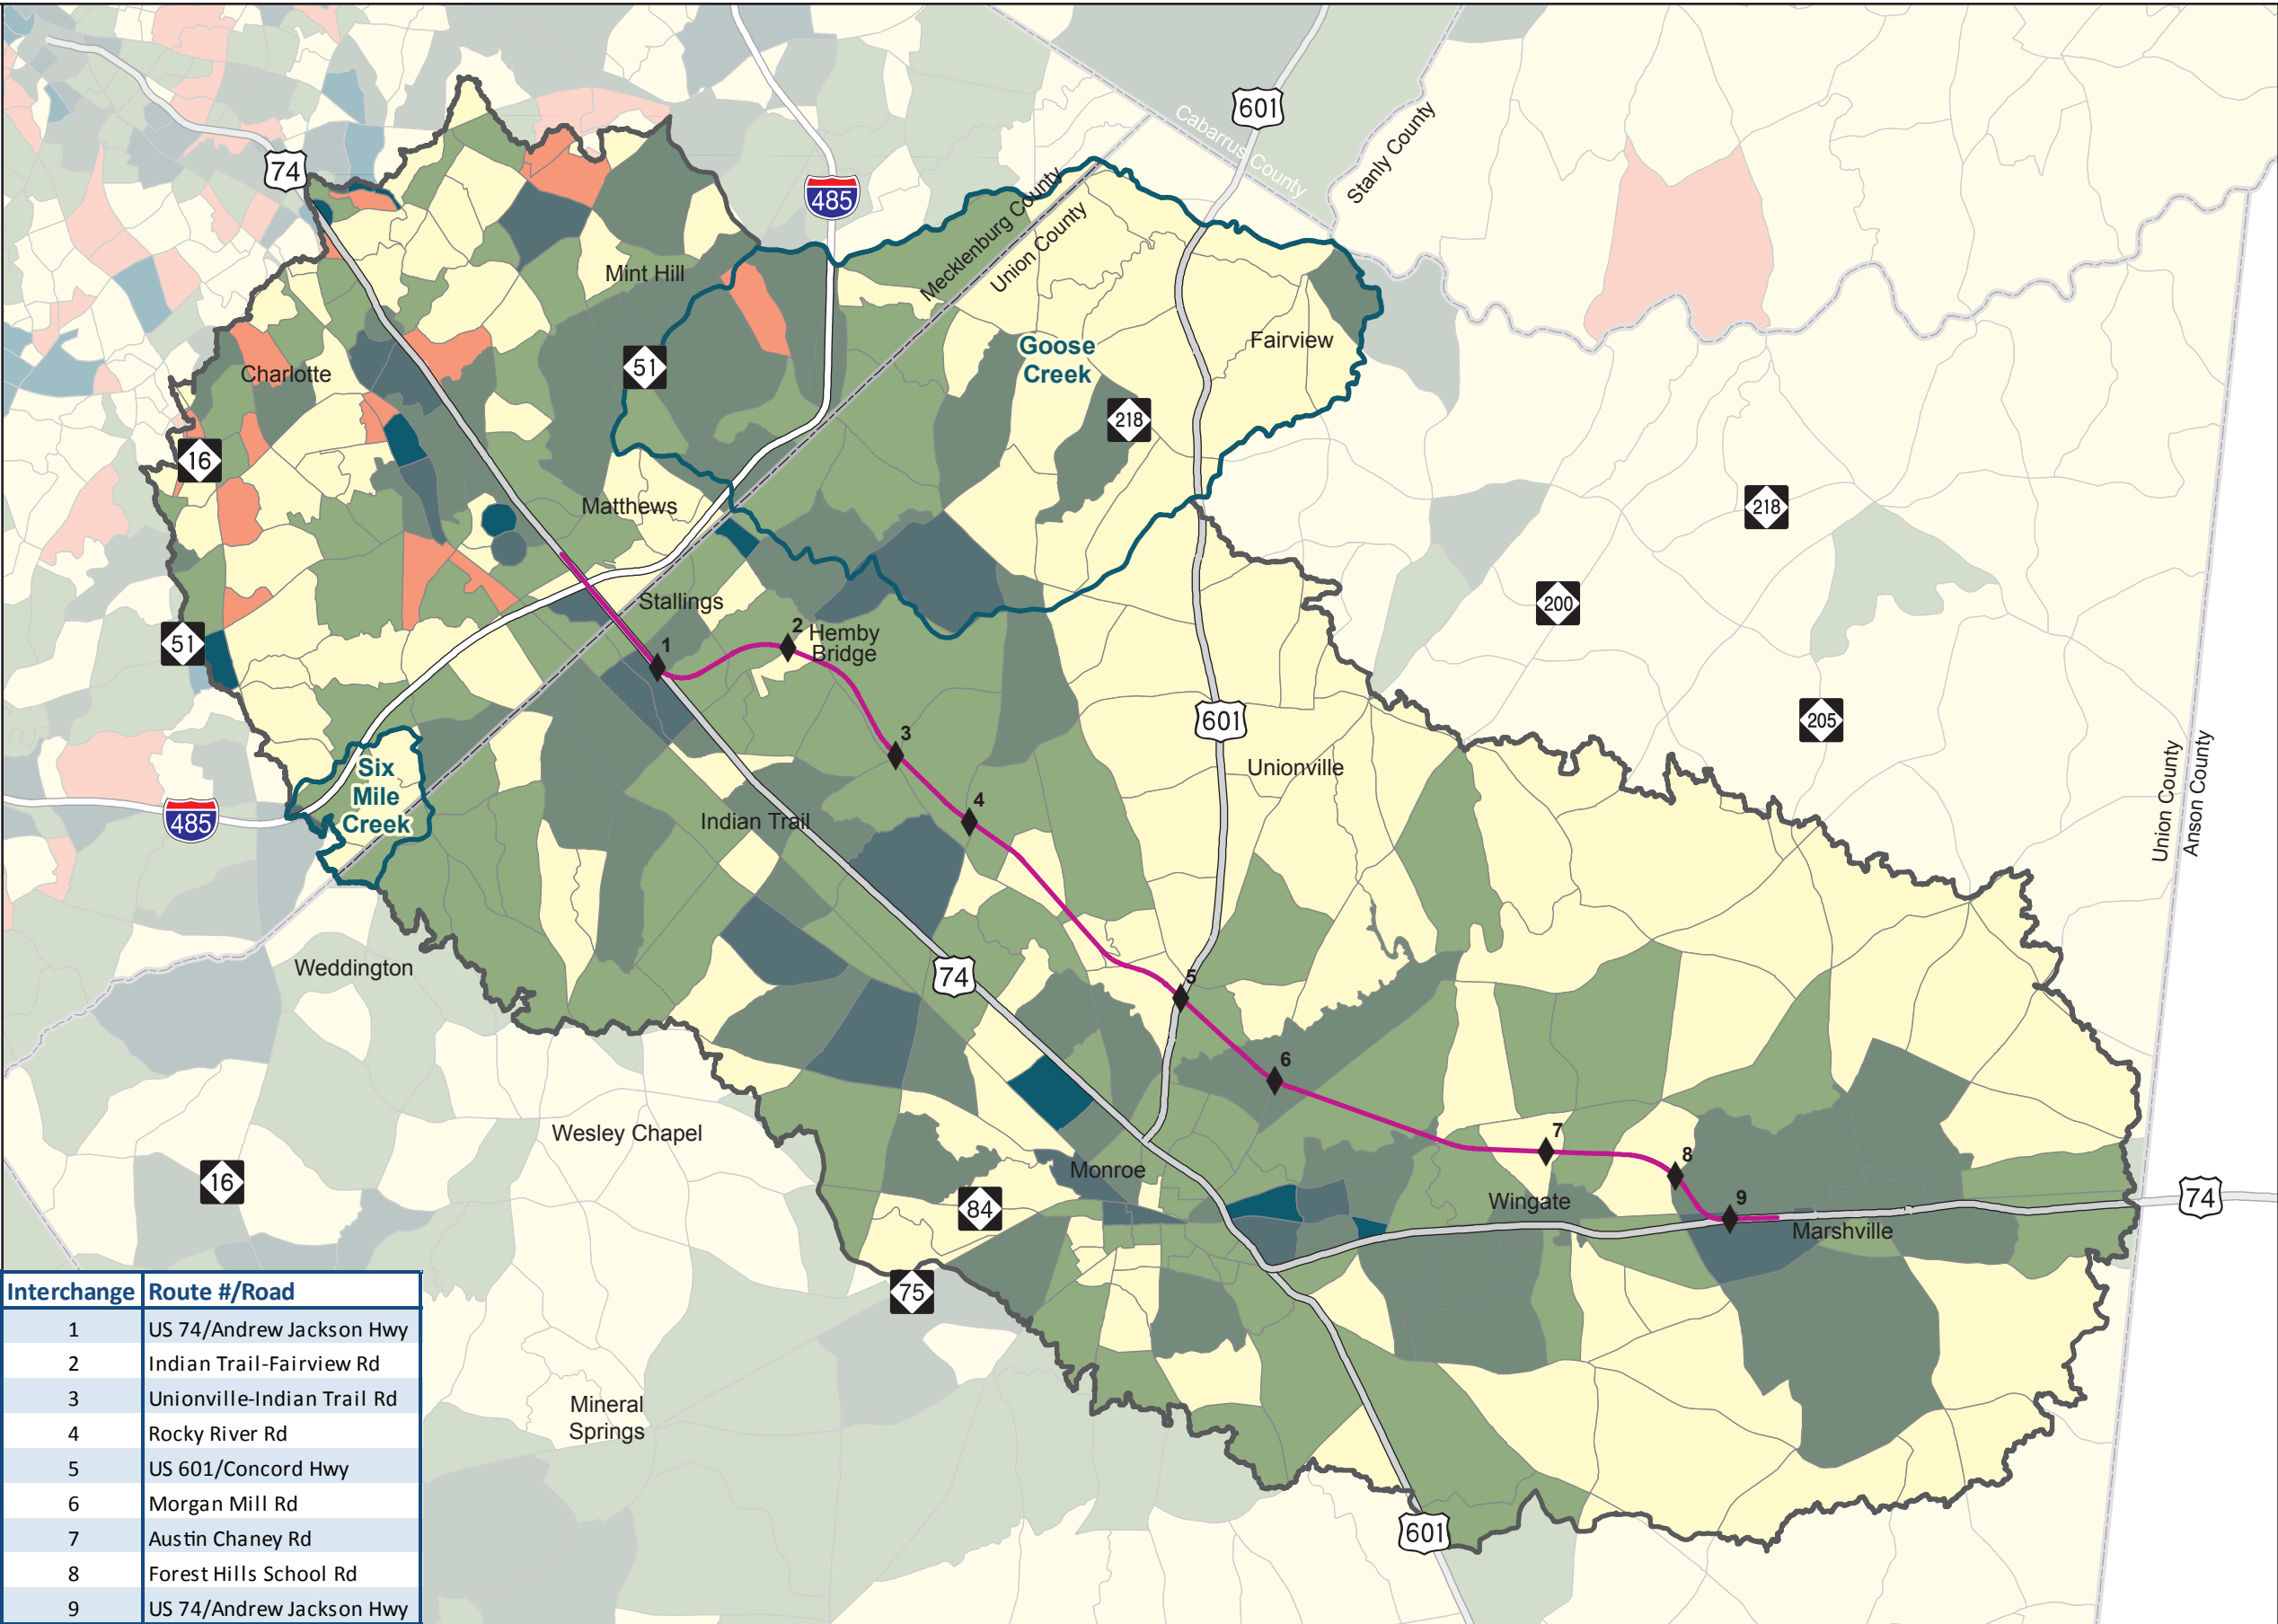 601
Cabarrus County
Stanly County
74
485
Mecklenburg County
Union County
Mint Hill
Goose
Creek
Fairview
51
Charlotte
218
16
Matthews
218
200
Stallings
51
1
2
Hemby
Bridge
601
205
3
Unionville
Six
Mile
Creek
485
4
Indian Trail
Union County
Anson County
Weddington
74
5
6
Wesley Chapel
7
8
Monroe
16
84
Wingate
9
74
Marshville
75
Mineral
Springs
601
Interchange Route #/Road
1 US 74/Andrew Jackson Hwy
2 Indian Trail-Fairview Rd
3 Unionville-Indian Trail Rd
4 Rocky River Rd
5 US 601/Concord Hwy
6 Morgan Mill Rd
7 Austin Chaney Rd
8 Forest Hills School Rd
9 US 74/Andrew Jackson Hwy